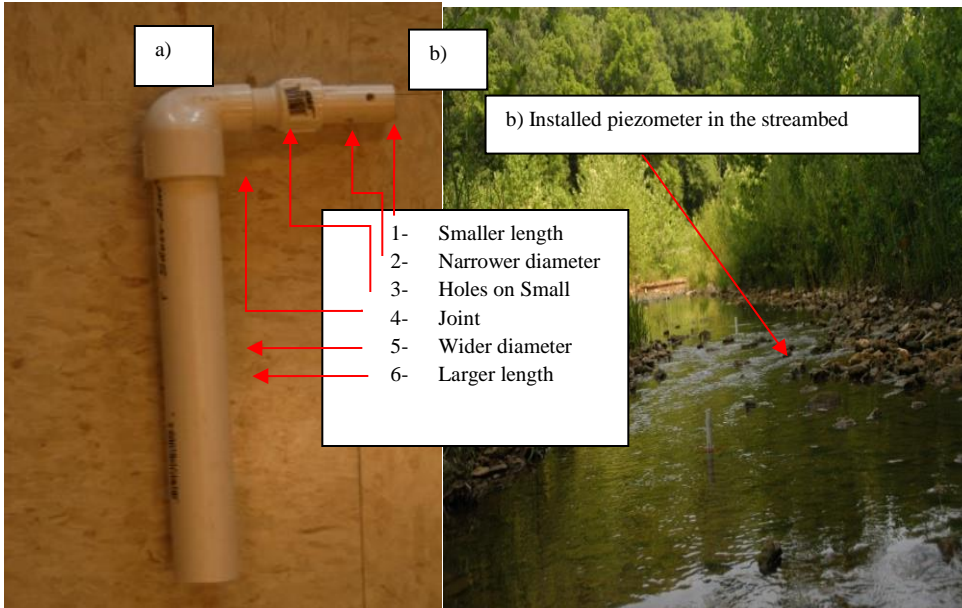 a)
b)
b) Installed piezometer in the streambed
1- Smaller length
2- Narrower diameter
3- Holes on Small
4- Joint
5- Wider diameter
6- Larger length